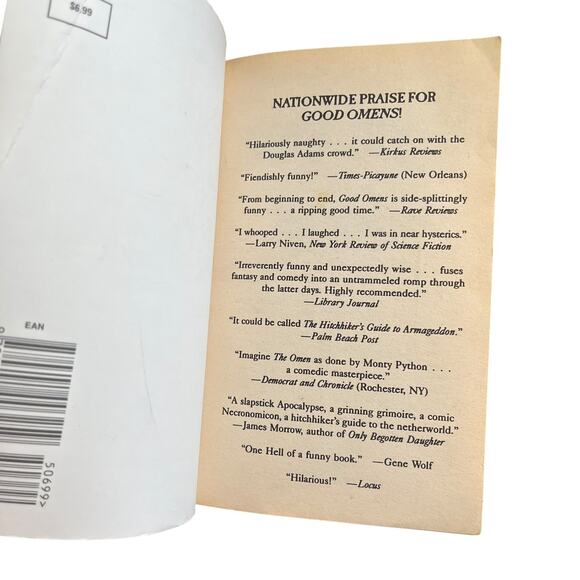 $6.99
EAN
50699>
NATIONWIDE PRAISE FOR
GOOD OMENS!
“Hilariously naughty . . . it could catch on with the
Douglas Adams crowd.” —Kirkus Reviews
“Fiendishly funny!” —Times-Picayune (New Orleans)
“From beginning to end, Good Omens is side-splittingly
funny . . . a ripping good time.” —Rave Reviews
“I whooped . . . I laughed . . . I was in near hysterics.”
—Larry Niven, New York Review of Science Fiction
“Irreverently funny and unexpectedly wise . . . fuses
fantasy and comedy into an untrammeled romp through
the latter days. Highly recommended.”
—Library Journal
“It could be called The Hitchhiker's Guide to Armageddon.”
—Palm Beach Post
“Imagine The Omen as done by Monty Python . . .
a comedic masterpiece.”
—Democrat and Chronicle (Rochester, NY)
“A slapstick Apocalypse, a grinning grimoire, a comic
Necronomicon, a hitchhiker's guide to the netherworld.”
—James Morrow, author of Only Begotten Daughter
“One Hell of a funny book.” —Gene Wolf
“Hilarious!” —Locus